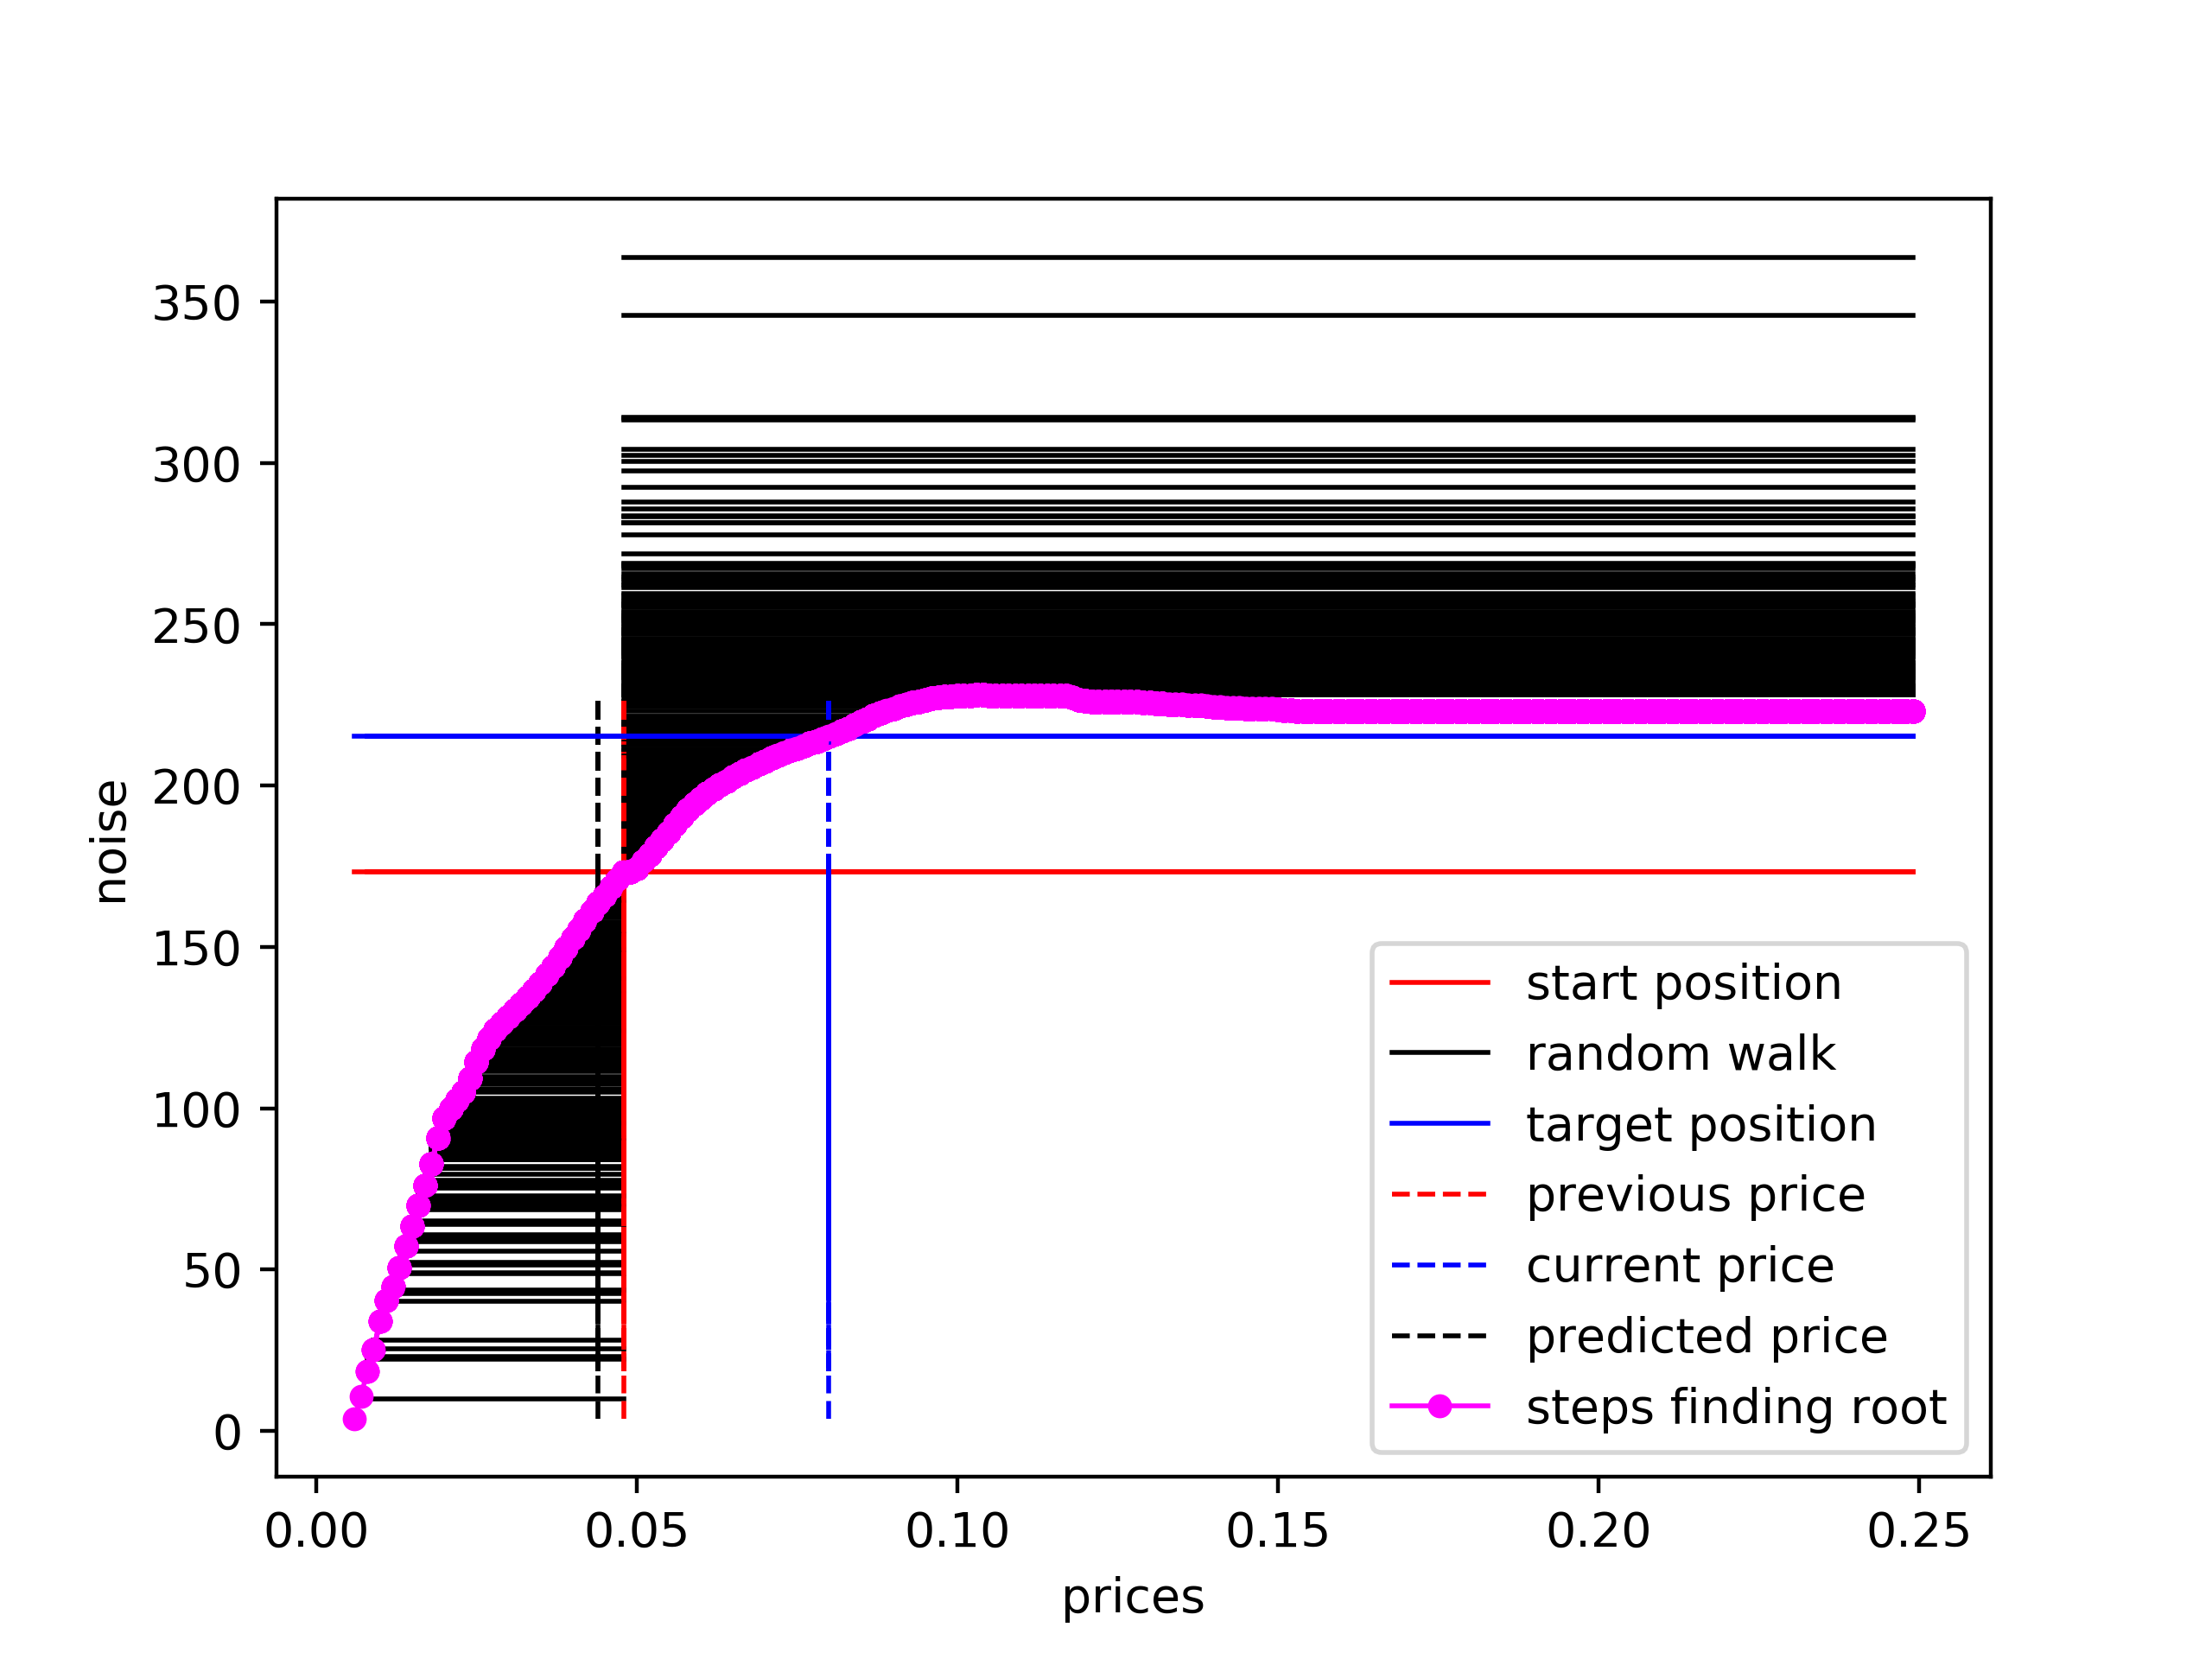 350
300
250
200
150
100
50
0
noise
0.00 0.05 0.10 0.15 0.20 0.25
prices
start position
random walk
target position
previous price
current price
predicted price
steps finding root